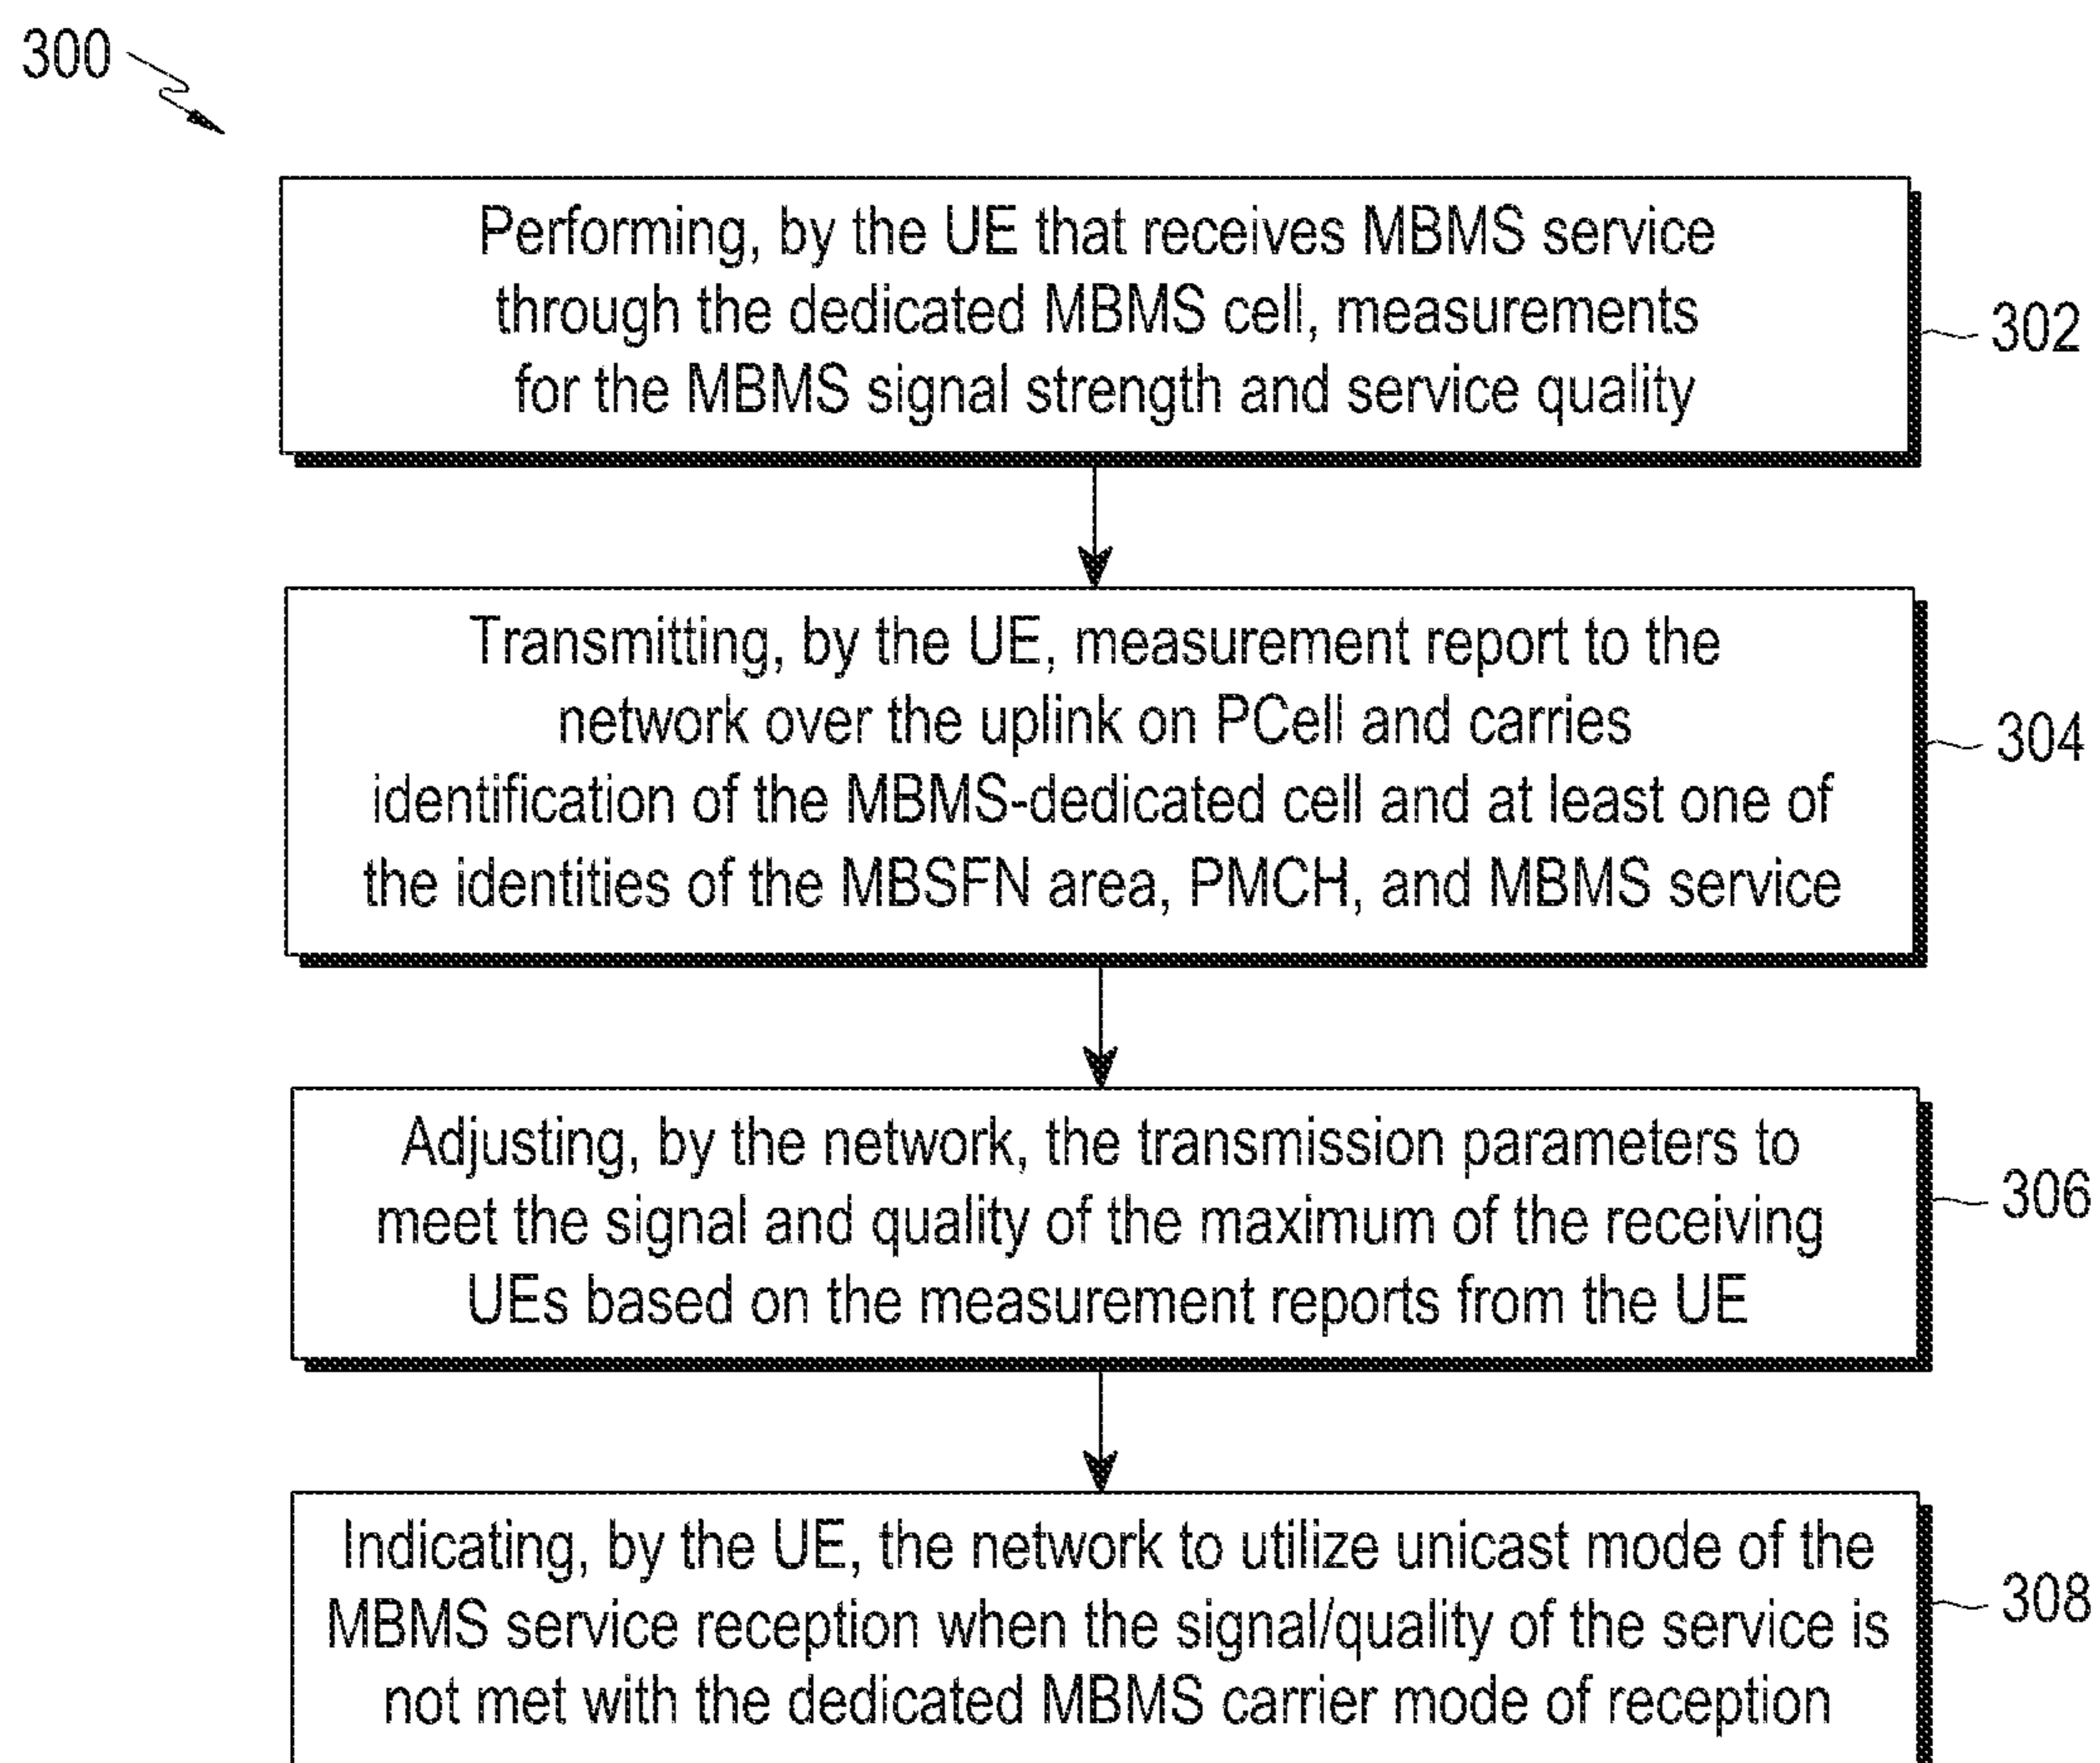 300
Performing, by the UE that receives MBMS service
through the dedicated MBMS cell, measurements
for the MBMS signal strength and service quality
302
Transmitting, by the UE, measurement report to the
network over the uplink on PCell and carries
identification of the MBMS-dedicated cell and at least one of
the identities of the MBSFN area, PMCH, and MBMS service
304
Adjusting, by the network, the transmission parameters to
meet the signal and quality of the maximum of the receiving
UEs based on the measurement reports from the UE
306
Indicating, by the UE, the network to utilize unicast mode of the
MBMS service reception when the signal/quality of the service is
not met with the dedicated MBMS carrier mode of reception
308